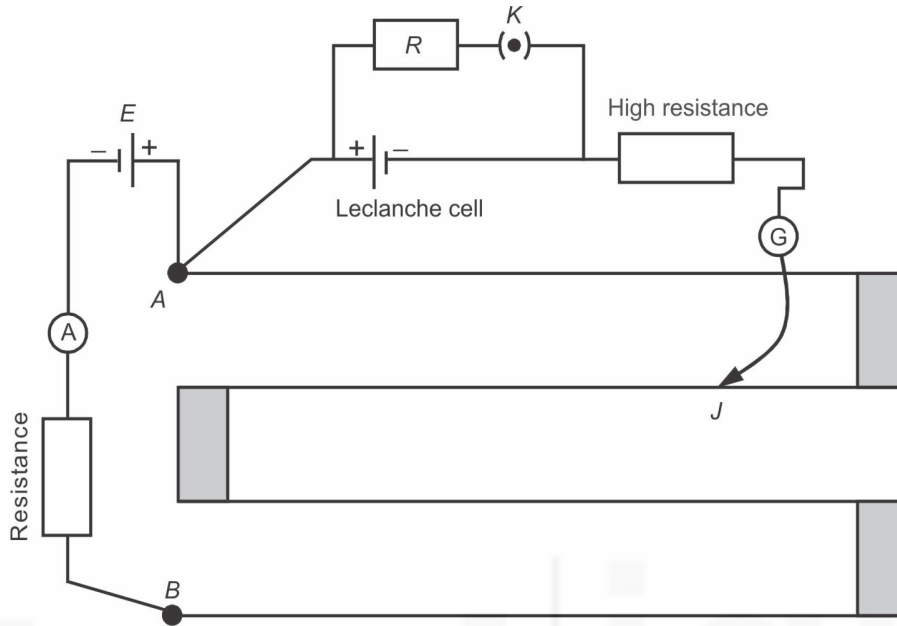 K
R
High resistance
E
– +
+ –
Leclanche cell
G
A
A
J
Resistance
B